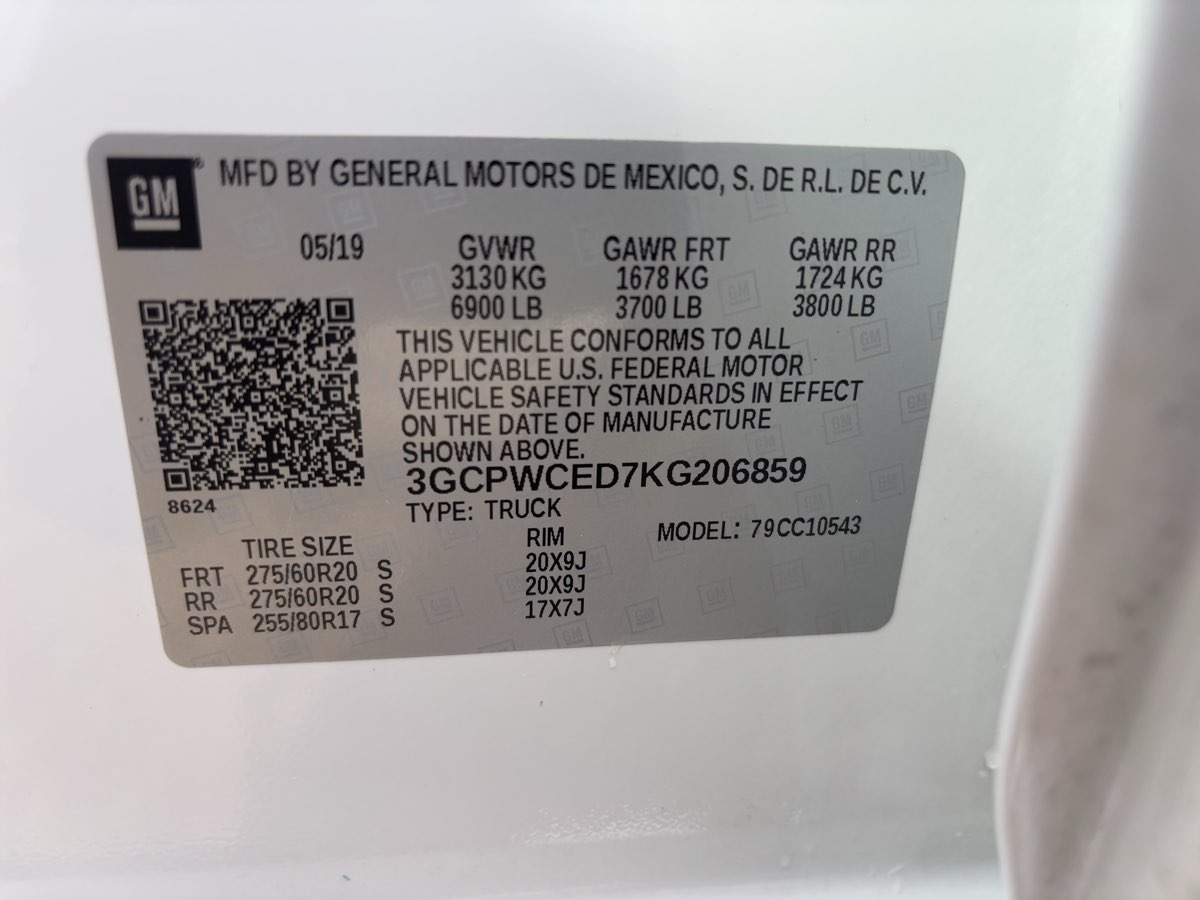 GM MFD BY GENERAL MOTORS DE MEXICO, S. DE R.L. DE C.V.
05/19 GVWR GAWR FRT GAWR RR
3130 KG 1678 KG 1724 KG
6900 LB 3700 LB 3800 LB
THIS VEHICLE CONFORMS TO ALL
APPLICABLE U.S. FEDERAL MOTOR
VEHICLE SAFETY STANDARDS IN EFFECT
ON THE DATE OF MANUFACTURE
SHOWN ABOVE.
3GCPWCED7KG206859
8624 TYPE: TRUCK
TIRE SIZE RIM MODEL: 79CC10543
FRT 275/60R20 S 20X9J
RR 275/60R20 S 20X9J
SPA 255/80R17 S 17X7J